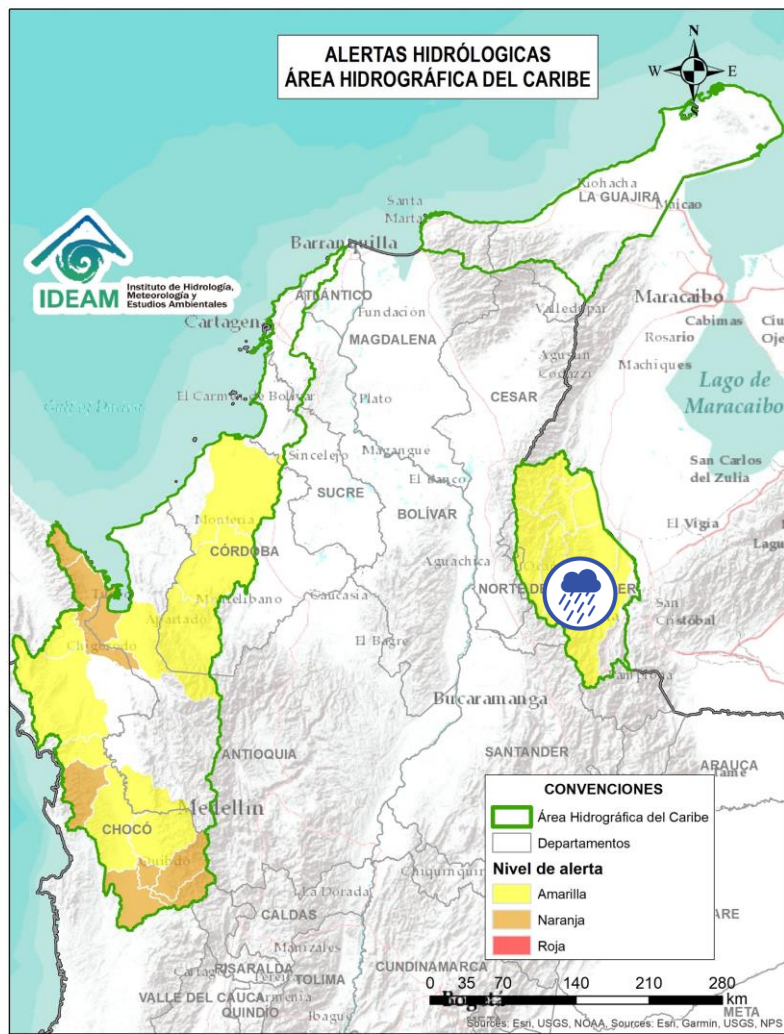 ALERTAS HIDRÓLOGICAS
ÁREA HIDROGRÁFICA DEL CARIBE
N
W
E
S
Riohacha
LA GUAJIRA
Maicao
Santa
Marta
Barranquilla
IDEAM
Instituto de Hidrología,
Meteorología y
Estudios Ambientales
ATLÁNTICO
Maracaibo
Valledupar
Fundación
Cabimas
Rosario
MAGDALENA
Agustín
Codazzi
Machiques
Lago de
Maracaibo
CESAR
El Carmen de Bolívar
Plato
Magangue
Sincelejo
San Carlos
del Zulia
El Banco
SUCRE
BOLÍVAR
Montería
El Vigía
CÓRDOBA
Aguachica
Montelibano
Caucasia
San
Cristóbal
Apartado
El Bagre
Chigorodó
Bucaramanga
ANTIOQUIA
SANTANDER
ARAUCA
Medellín
CHOCÓ
Quibdó
La Dorada
CALDAS
Manizales
RISARALDA
TOLIMA
CUNDINAMARCA
VALLE DEL CAUCA
Armenia
QUINDÍO
Ibague
Bogotá
META
CONVENCIONES
Área Hidrográfica del Caribe
Departamentos
Nivel de alerta
Amarilla
Naranja
Roja
0 35 70 140 210 280
km
Sources: Esri, USGS, NOAA, Sources: Esri, Garmin, USGS, NPS